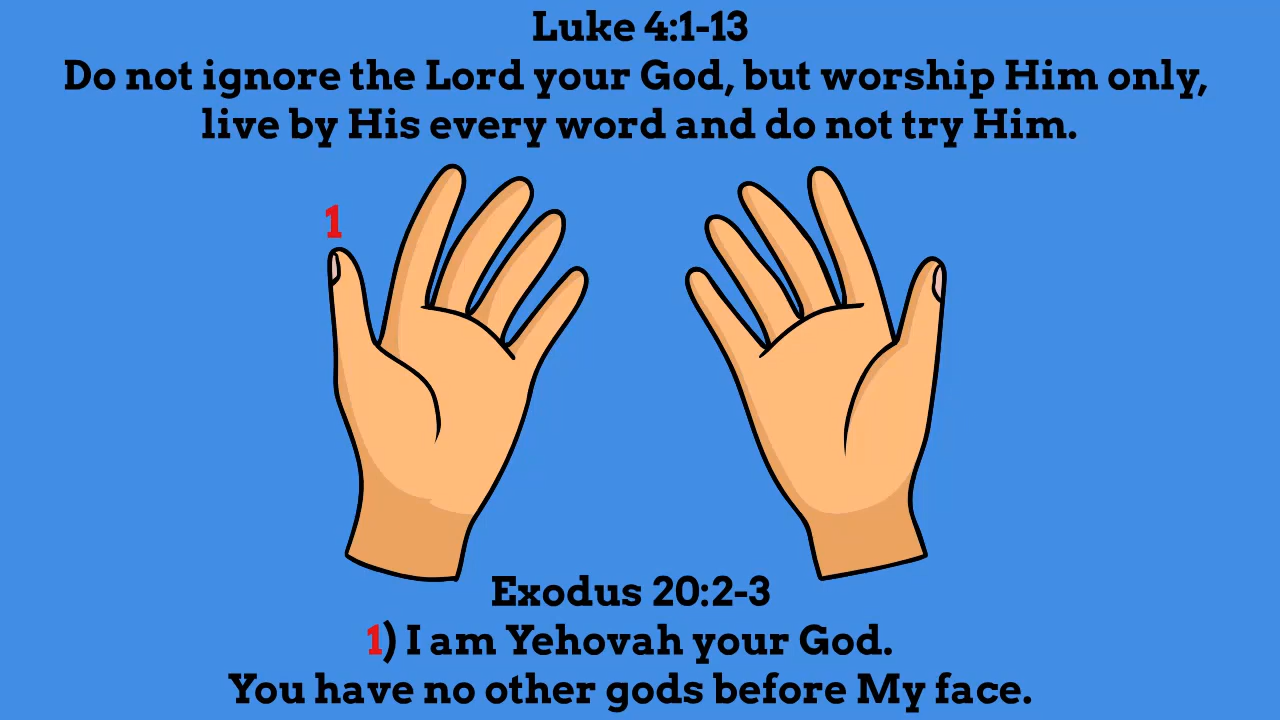 Luke 4:1-13
Do not ignore the Lord your God, but worship Him only,
live by His every word and do not try Him.
1
Exodus 20:2-3
1) I am Yehovah your God.
You have no other gods before My face.